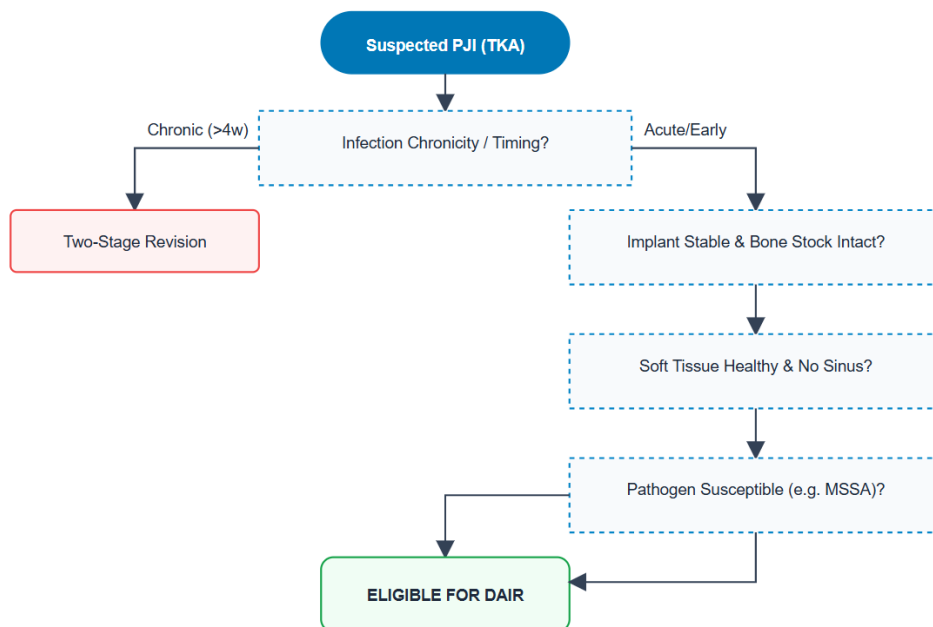 Suspected PJI (TKA)
Chronic (>4w)
Infection Chronicity / Timing?
Acute/Early
Two-Stage Revision
Implant Stable & Bone Stock Intact?
Soft Tissue Healthy & No Sinus?
Pathogen Susceptible (e.g. MSSA)?
ELIGIBLE FOR DAIR